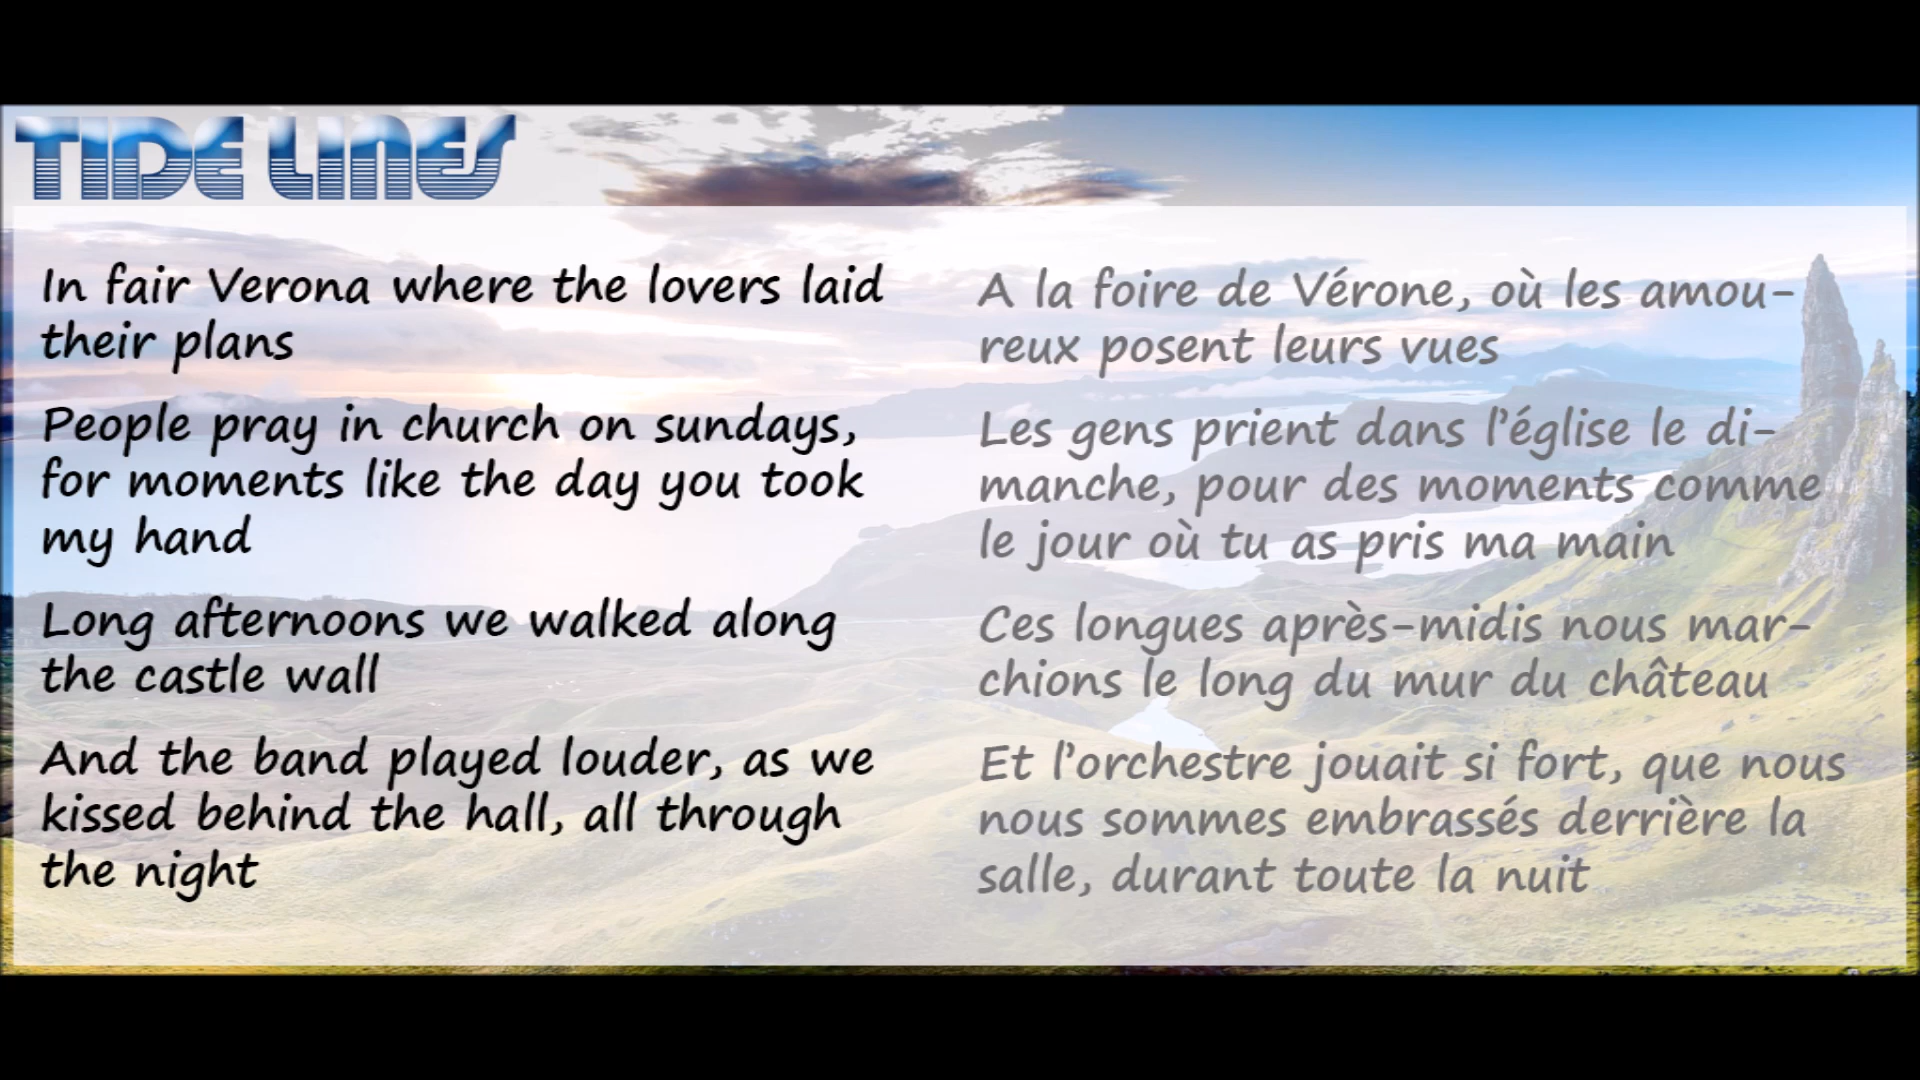 TIDE LINES
In fair Verona where the lovers laid
their plans
People pray in church on sundays,
for moments like the day you took
my hand
Long afternoons we walked along
the castle wall
And the band played louder, as we
kissed behind the hall, all through
the night
A la foire de Vérone, où les amou-
reux posent leurs vues
Les gens prient dans l'église le di-
manche, pour des moments comme
le jour où tu as pris ma main
Ces longues après-midis nous mar-
chions le long du mur du château
Et l'orchestre jouait si fort, que nous
nous sommes embrassés derrière la
salle, durant toute la nuit